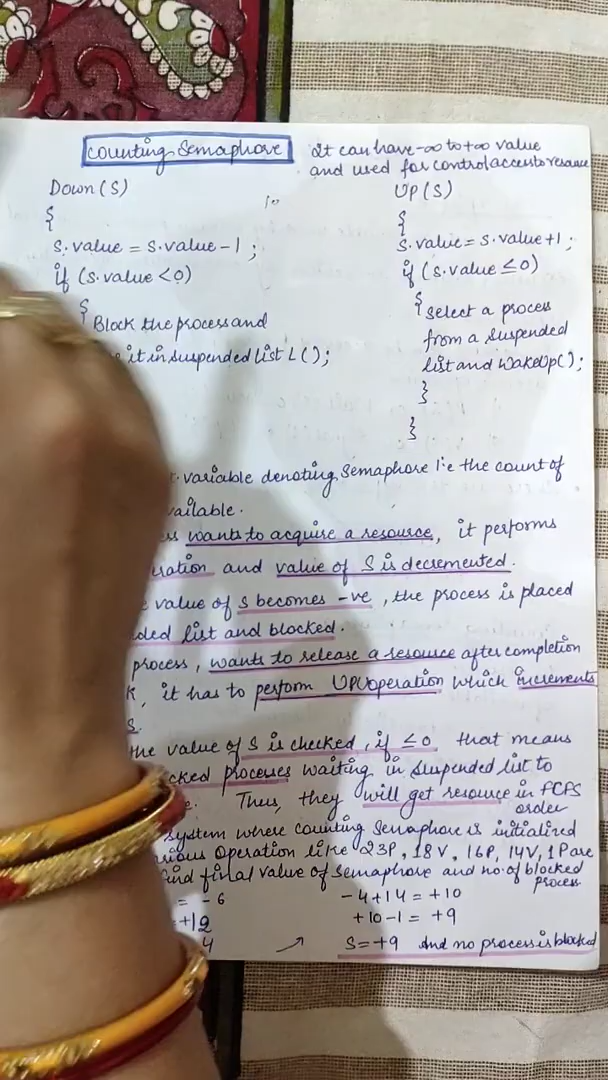 Counting Semaphore It can have -∞ to +∞ value
and used for control access to resource
Down (S)
UP (S)
{
{
S.value = S.value - 1 ;
S.value = S.value + 1 ;
if (S.value < 0)
if (S.value ≤ 0)
{ Block the process and
it in suspended list L ( ) ;
{ select a process
from a suspended
list and WakeUp( ) ;
}
}
variable denoting Semaphore i.e the count of
wants to acquire a resource, it performs
and value of S is decremented.
value of S becomes -ve, the process is placed
list and blocked.
process, wants to release a resource after completion
it has to perform UP() operation which increments
S.
the value of S is checked, if ≤ 0 that means
processes waiting in suspended list to
Thus, they will get resource in FCFS
order
system where counting Semaphore is initialized
Operation like 23P, 18V, 16P, 14V, 1P are
find final value of semaphore and no. of blocked
process
= -6
-4 + 14 = +10
+12
+10 - 1 = +9
4
→ S = +9 And no process is blocked